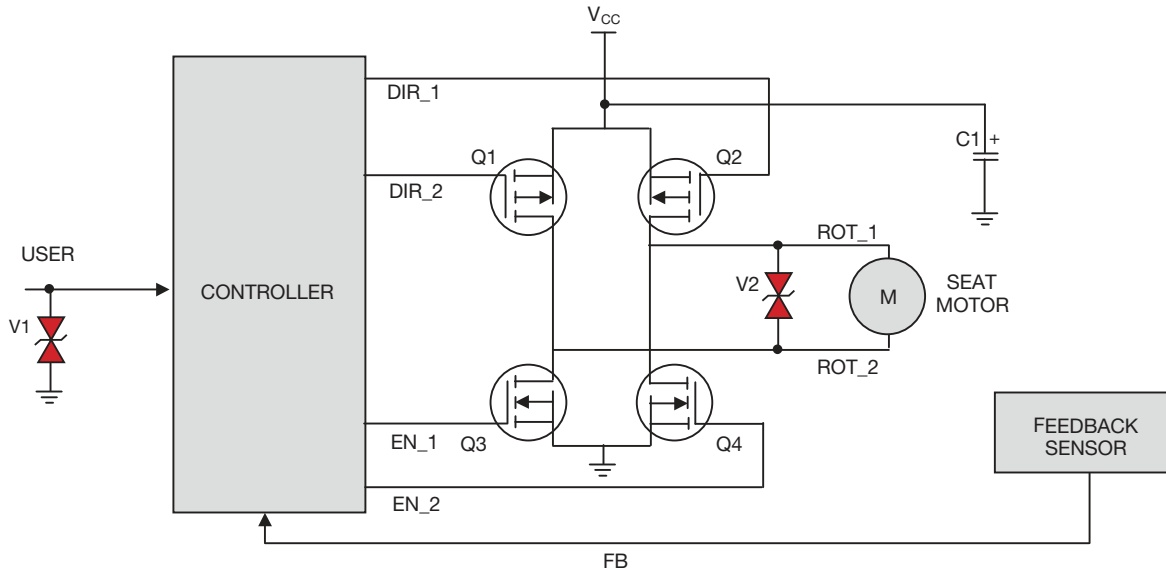 VCC
DIR_1
C1 +
Q1
Q2
DIR_2
USER
ROT_1
CONTROLLER
V1
V2
M
SEAT
MOTOR
ROT_2
EN_1
Q3
Q4
FEEDBACK
SENSOR
EN_2
FB